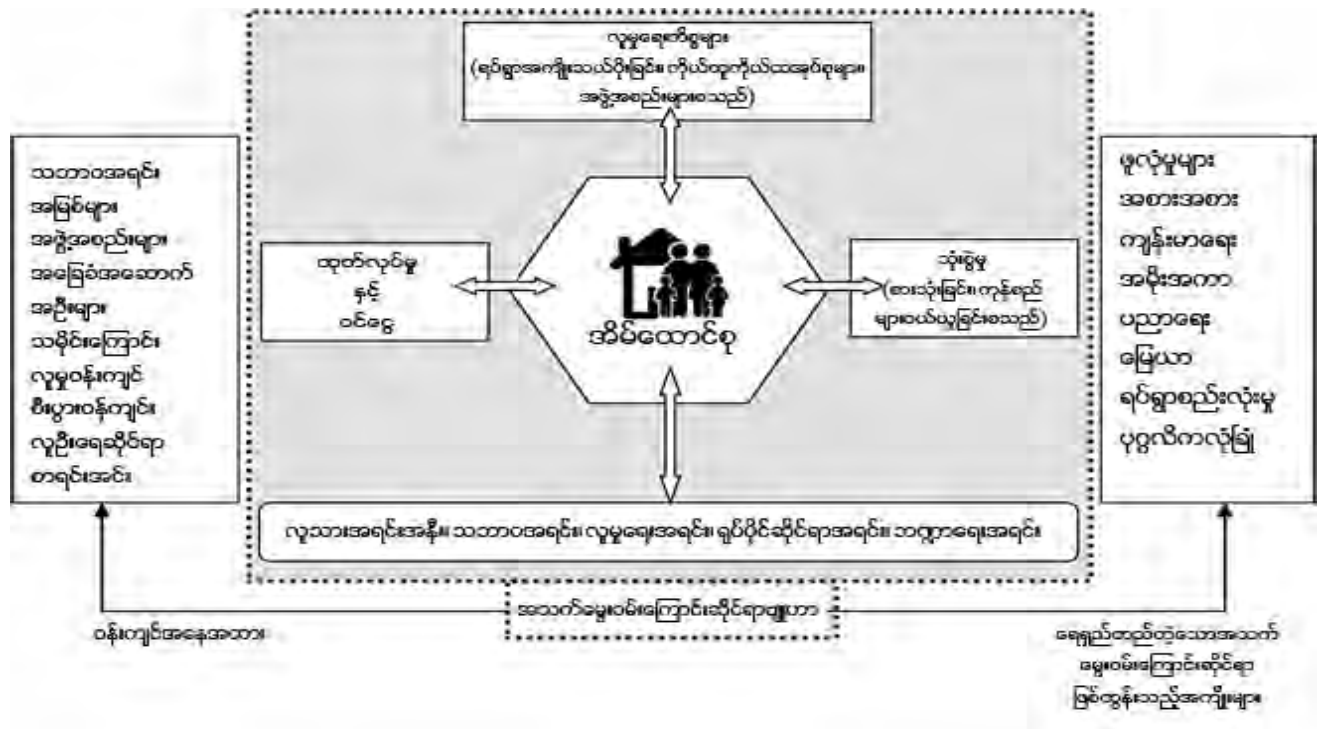 လူမှုရေးကိစ္စများ
(ရပ်ရွာအကျိုးသယ်ပိုးခြင်း။ ကိုယ်ထူကိုယ်ထအုပ်စုများ။
အဖွဲ့အစည်းများစသည်)
သဘာဝအရင်း
အမြစ်များ
အဖွဲ့အစည်းများ
အခြေခံအဆောက်
အဦးများ
သမိုင်းကြောင်း
လူမှုဝန်းကျင်
စီးပွားဝန်ကျင်း
လူဦးရေဆိုင်ရာ
စာရင်းအင်း
ထုတ်လုပ်မှု
နှင့်
ဝင်ငွေ
အိမ်ထောင်စု
သုံးစွဲမှု
(စားသုံးခြင်း။ ကုန်စည်
များဝယ်ယူခြင်းစသည်)
ဖူလုံမှုများ
အစားအစား
ကျန်းမာရေး
အမိုးအကာ
ပညာရေး
မြေယာ
ရပ်ရွာစည်းလုံးမှု
ပုဂ္ဂလိကလုံခြုံ
လူသားအရင်းအနှီး။ သဘာဝအရင်း။ လူမှုရေးအရင်း။ ရုပ်ပိုင်ဆိုင်ရာအရင်း။ ဘဏ္ဍာရေးအရင်း
အသက်မွေးဝမ်းကြောင်းဆိုင်ရာဗျူဟာ
ဝန်းကျင်အနေအထား
ရေရှည်တည်တံ့သောအသက်
မွေးဝမ်းကြောင်းဆိုင်ရာ
ဖြစ်ထွန်းသည့်အကျိုးများ